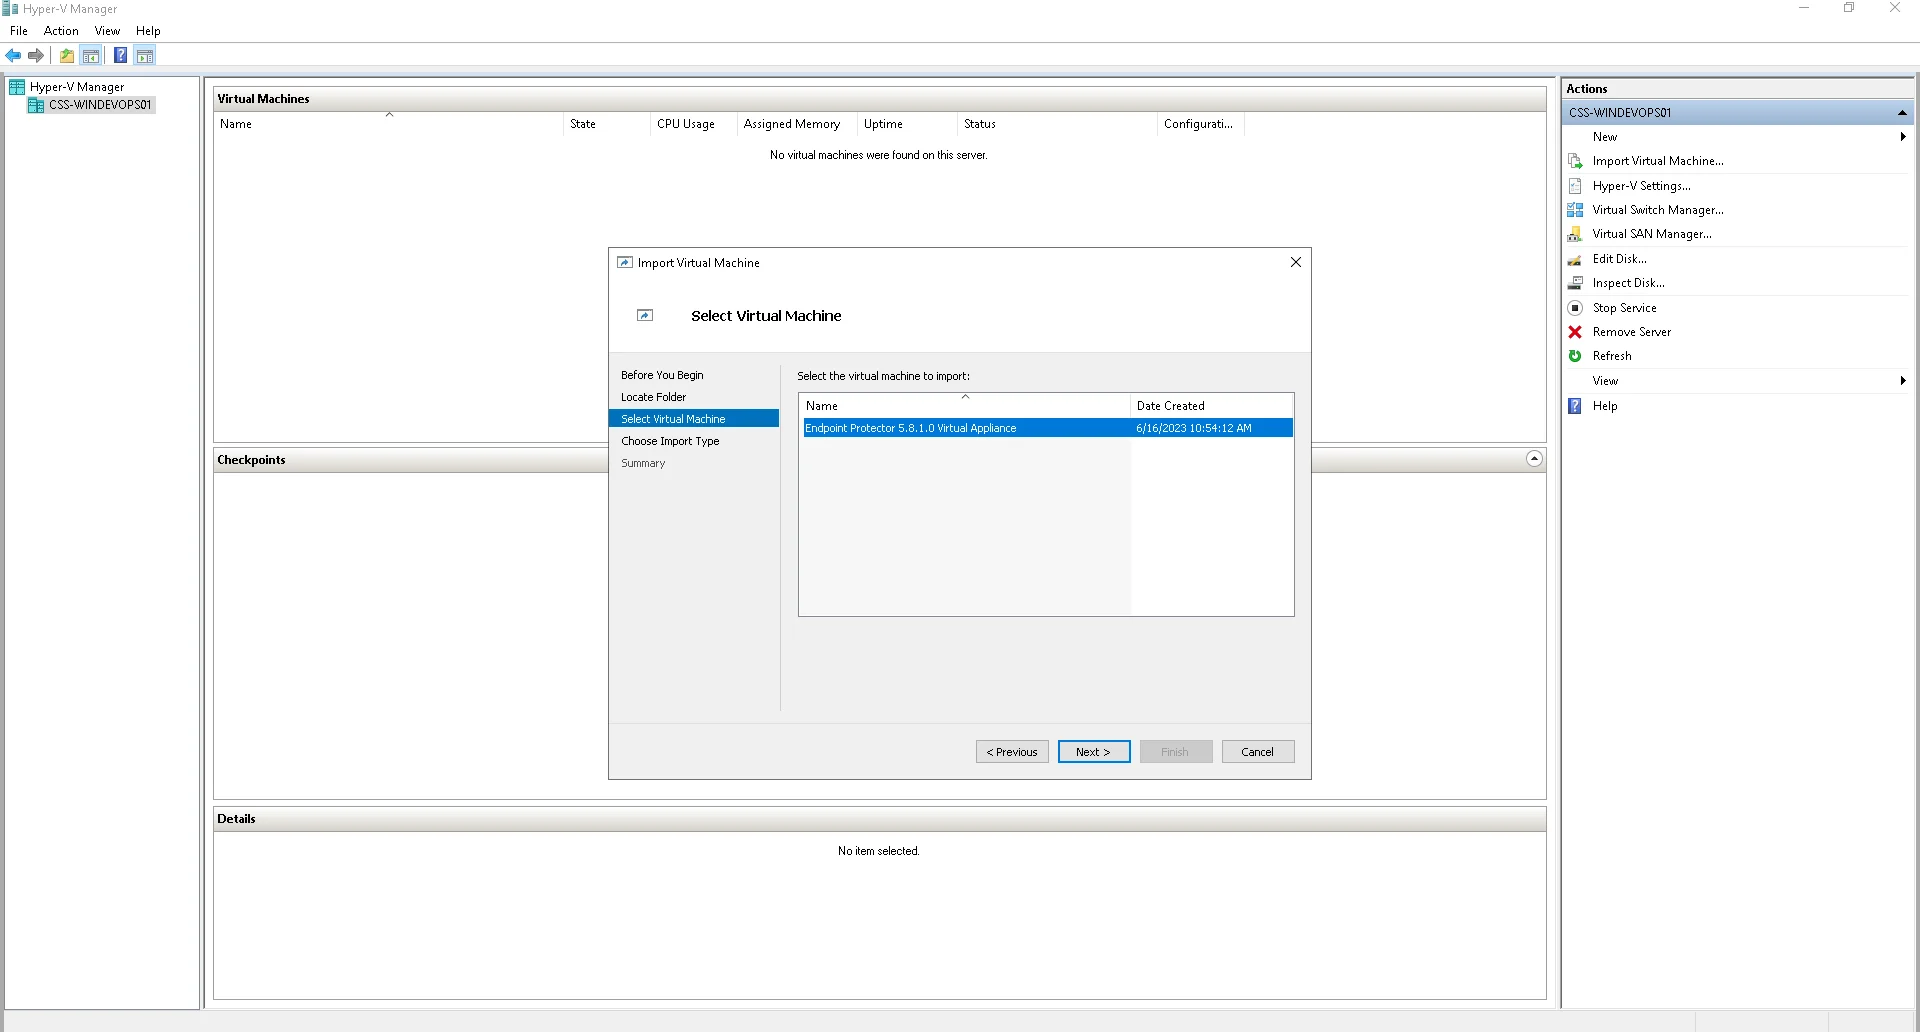 Hyper-V Manager
File Action View Help
Hyper-V Manager
CSS-WINDEVOPS01
Virtual Machines
Name State CPU Usage Assigned Memory Uptime Status Configurati...
No virtual machines were found on this server.
Import Virtual Machine
Select Virtual Machine
Before You Begin
Locate Folder
Select Virtual Machine
Choose Import Type
Summary
Select the virtual machine to import:
Name Date Created
Endpoint Protector 5.8.1.0 Virtual Appliance 6/16/2023 10:54:12 AM
< Previous Next > Finish Cancel
Checkpoints
Details
No item selected.
Actions
CSS-WINDEVOPS01
New
Import Virtual Machine...
Hyper-V Settings...
Virtual Switch Manager...
Virtual SAN Manager...
Edit Disk...
Inspect Disk...
Stop Service
Remove Server
Refresh
View
Help